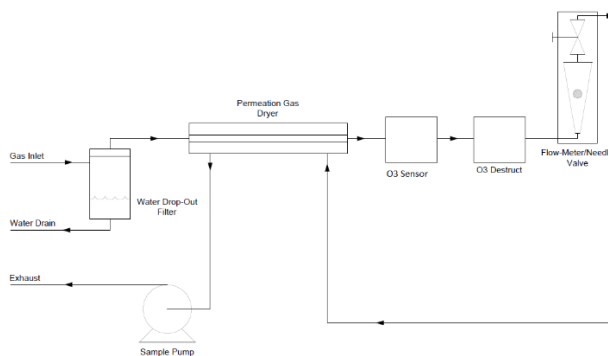 Permeation Gas
Dryer
Gas Inlet
O3 Sensor
O3 Destruct
Flow-Meter/Needl
Valve
Water Drop-Out
Filter
Water Drain
Exhaust
Sample Pump